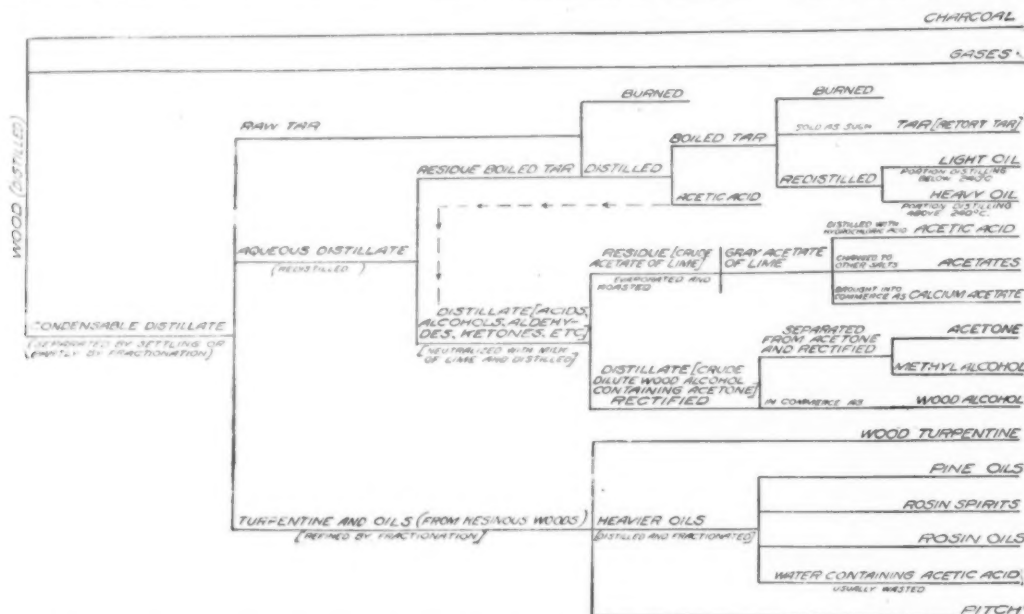 CHARCOAL
GASES
WOOD (DISTILLED)
BURNED
BURNED
RAW TAR
BOILED TAR
SOLD AS SUCH
TAR [RETORT TAR]
RESIDUE BOILED TAR
DISTILLED
LIGHT OIL
PORTION DISTILLING
BELOW 240°C
REDISTILLED
HEAVY OIL
PORTION DISTILLING
ABOVE 240°C.
ACETIC ACID
AQUEOUS DISTILLATE
(REDISTILLED)
RESIDUE [CRUDE
ACETATE OF LIME]
EVAPORATED AND
ROASTED
GRAY ACETATE
OF LIME
DISTILLED WITH
HYDROCHLORIC ACID
ACETIC ACID
CHANGED TO
OTHER SALTS
ACETATES
BROUGHT INTO
COMMERCE AS
CALCIUM ACETATE
CONDENSABLE DISTILLATE
(SEPARATED BY SETTLING OR
PARTLY BY FRACTIONATION)
DISTILLATE [ACIDS,
ALCOHOLS, ALDEHY-
DES, KETONES, ETC]
[NEUTRALIZED WITH MILK
OF LIME AND DISTILLED]
SEPARATED
FROM ACETONE
AND RECTIFIED
ACETONE
METHYL ALCOHOL
DISTILLATE [CRUDE
DILUTE WOOD ALCOHOL
CONTAINING ACETONE]
RECTIFIED
IN COMMERCE AS
WOOD ALCOHOL
WOOD TURPENTINE
PINE OILS
ROSIN SPIRITS
TURPENTINE AND OILS (FROM RESINOUS WOODS)
[REFINED BY FRACTIONATION]
HEAVIER OILS
[DISTILLED AND FRACTIONATED]
ROSIN OILS
WATER CONTAINING ACETIC ACID
USUALLY WASTED
PITCH